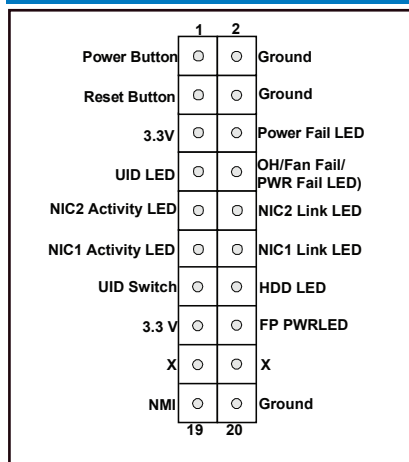 1 2
Power Button Ground
Reset Button Ground
3.3V Power Fail LED
UID LED OH/Fan Fail/
PWR Fail LED)
NIC2 Activity LED NIC2 Link LED
NIC1 Activity LED NIC1 Link LED
UID Switch HDD LED
3.3 V FP PWRLED
X X
NMI Ground
19 20